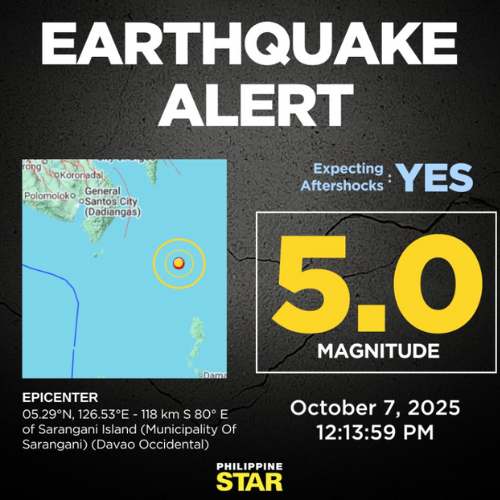 EARTHQUAKE
ALERT
Expecting
Aftershocks : YES
Koronadal
Polomolok
General
Santos City
(Dadiangas)
5.0
MAGNITUDE
EPICENTER
05.29°N, 126.53°E - 118 km S 80° E
of Sarangani Island (Municipality Of
Sarangani) (Davao Occidental)
October 7, 2025
12:13:59 PM
PHILIPPINE
STAR